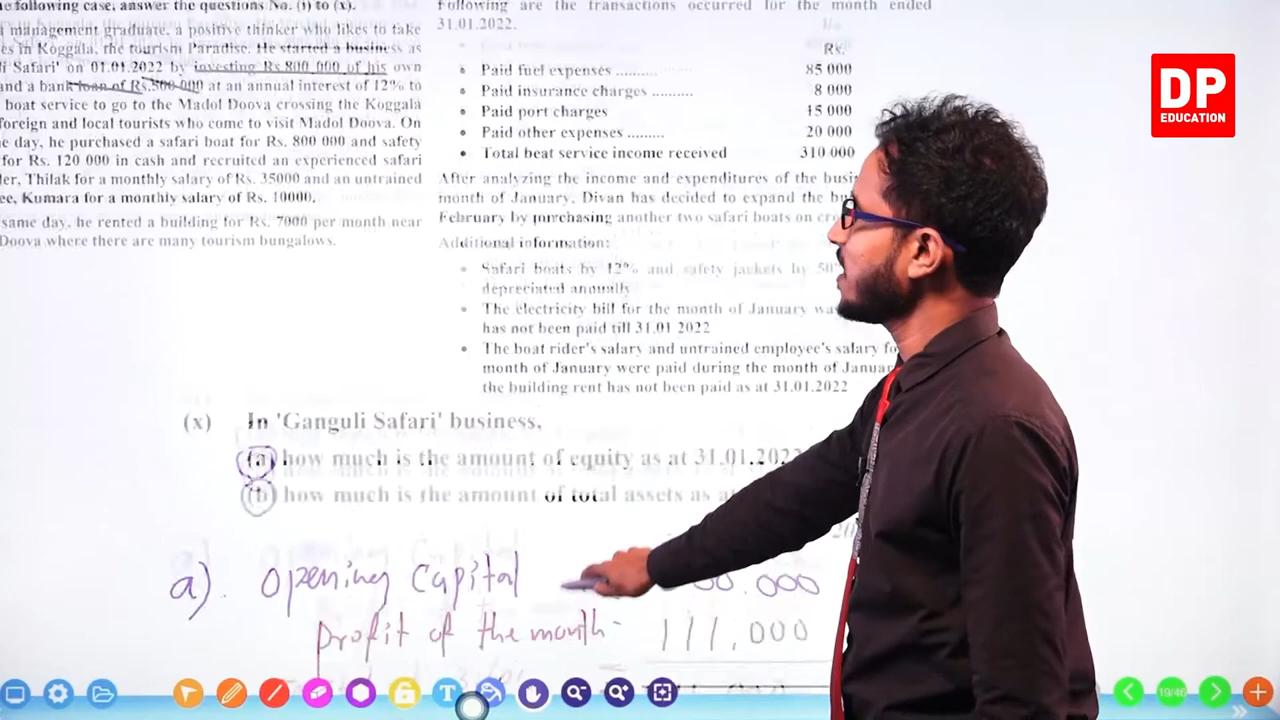 e following case, answer the questions No. (i) to (x).
management graduate, a positive thinker who likes to take
es in Koggala, the tourism Paradise. He started a business as
i Safari' on 01.01.2022 by investing Rs.800 000 of his own
and a bank loan of Rs.300 000 at an annual interest of 12% to
boat service to go to the Madol Doova crossing the Koggala
foreign and local tourists who come to visit Madol Doova. On
e day, he purchased a safari boat for Rs. 800 000 and safety
for Rs. 120 000 in cash and recruited an experienced safari
ler, Thilak for a monthly salary of Rs. 35000 and an untrained
ee, Kumara for a monthly salary of Rs. 10000.
same day, he rented a building for Rs. 7000 per month near
Doova where there are many tourism bungalows.
Following are the transactions occurred for the month ended
31.01.2022.
Rs.
• Paid fuel expenses ......... 85 000
• Paid insurance charges ......... 8 000
• Paid port charges 15 000
• Paid other expenses ......... 20 000
• Total beat service income received 310 000
After analyzing the income and expenditures of the busi
month of January, Divan has decided to expand the bu
February by purchasing another two safari boats on cr
Additional information:
• Safari boats by 12% and safety jackets by 50
depreciated annually
• The electricity bill for the month of January wa
has not been paid till 31.01 2022
• The boat rider's salary and untrained employee's salary fo
month of January were paid during the month of Januar
the building rent has not been paid as at 31.01.2022
(x) In 'Ganguli Safari' business,
(a) how much is the amount of equity as at 31.01.2022
(b) how much is the amount of total assets as a
a). Opening Capital 00.000
profit of the month - 111,000
DP
EDUCATION
19/46